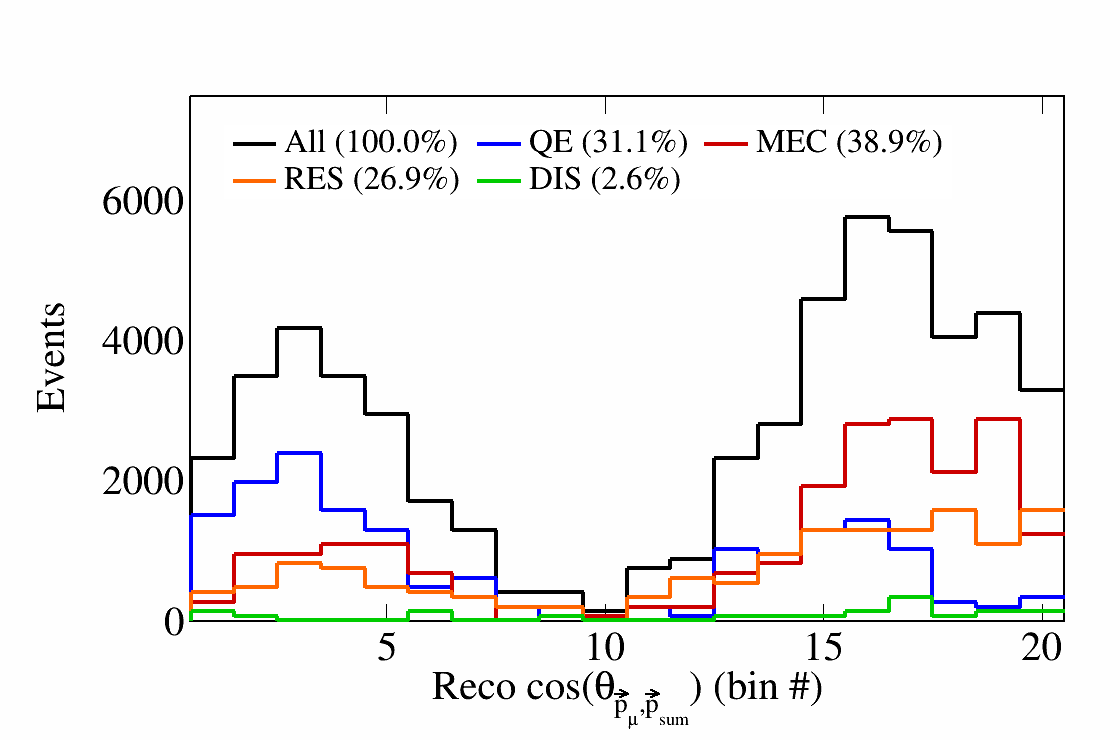 All (100.0%) QE (31.1%) MEC (38.9%)
RES (26.9%) DIS (2.6%)
6000
4000
2000
0
Events
5 10 15 20
Reco cos(θp⃗μ,p⃗sum) (bin #)